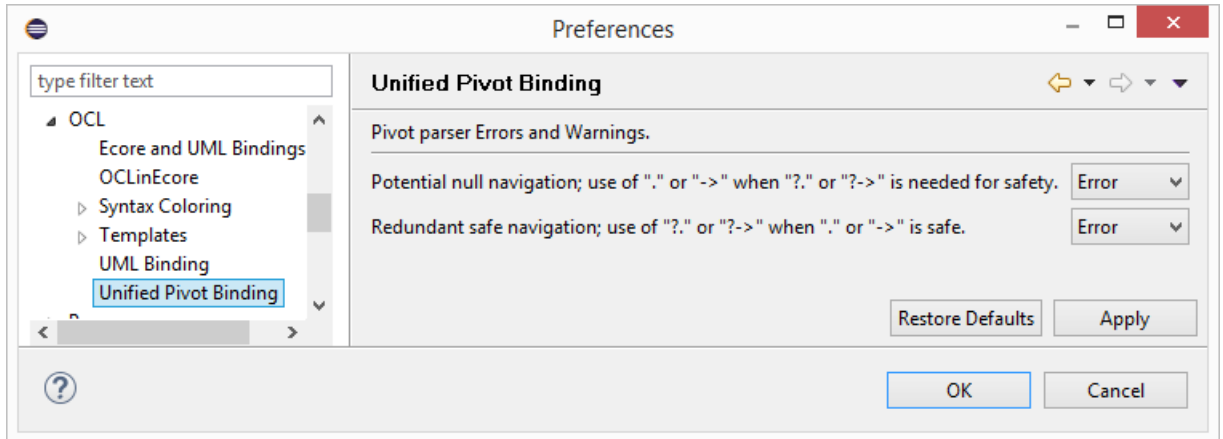 Preferences
type filter text
OCL
Ecore and UML Bindings
OCLinEcore
Syntax Coloring
Templates
UML Binding
Unified Pivot Binding
Unified Pivot Binding
Pivot parser Errors and Warnings.
Potential null navigation; use of "." or "->" when "?." or "?->" is needed for safety. Error
Redundant safe navigation; use of "?." or "?->" when "." or "->" is safe. Error
Restore Defaults Apply
OK Cancel